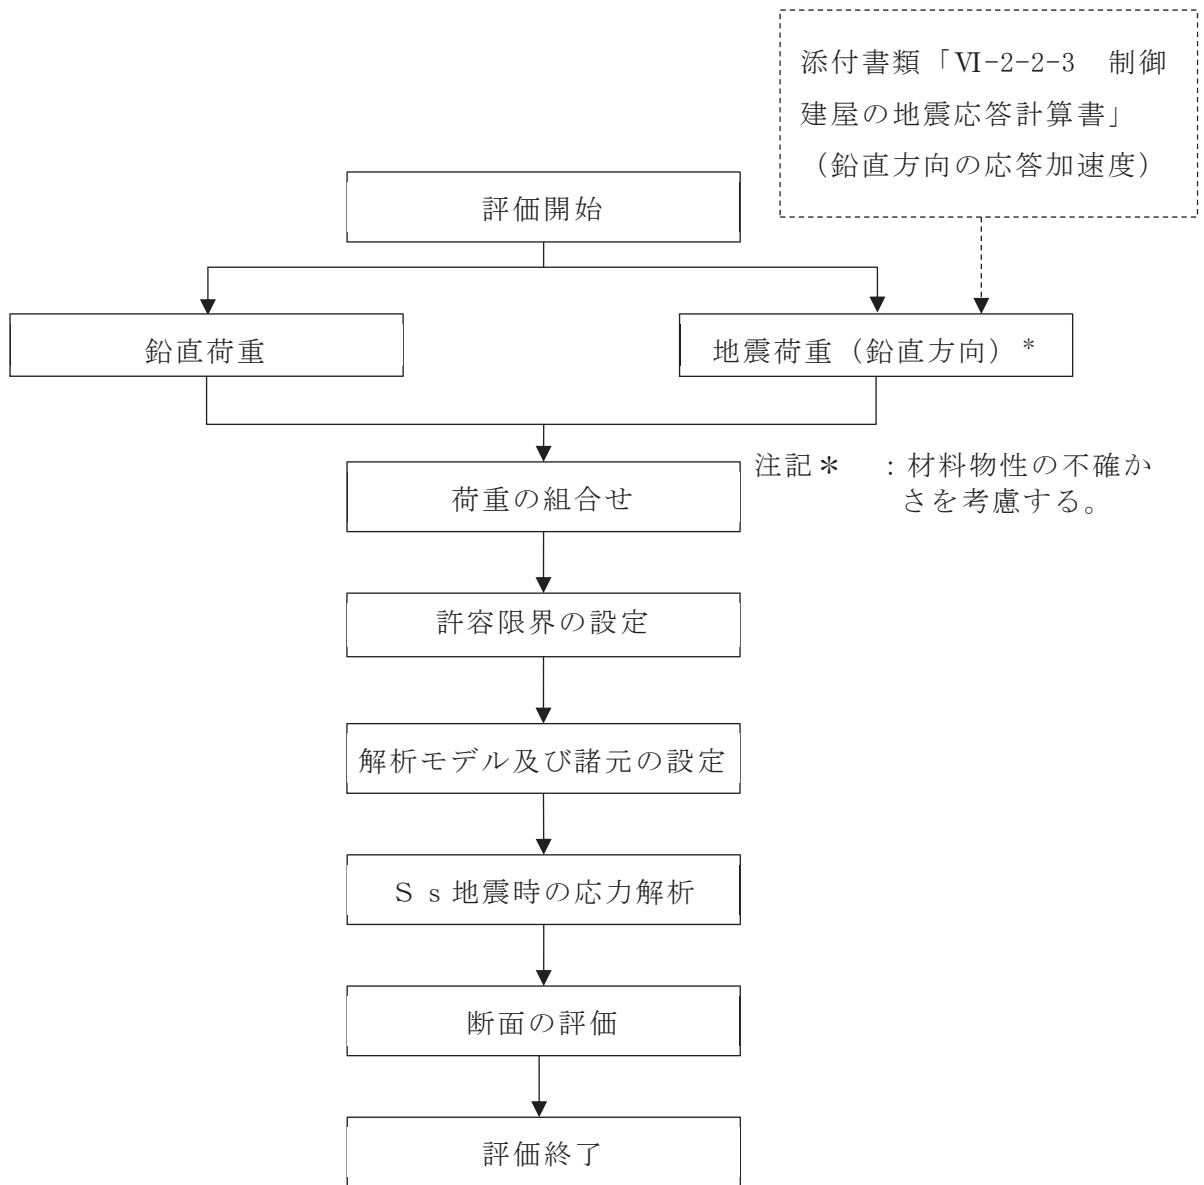 添付書類「Ⅵ-2-2-3　制御
建屋の地震応答計算書」
（鉛直方向の応答加速度）
評価開始
鉛直荷重
地震荷重（鉛直方向）*
注記＊　：材料物性の不確か
さを考慮する。
荷重の組合せ
許容限界の設定
解析モデル及び諸元の設定
Ｓｓ地震時の応力解析
断面の評価
評価終了